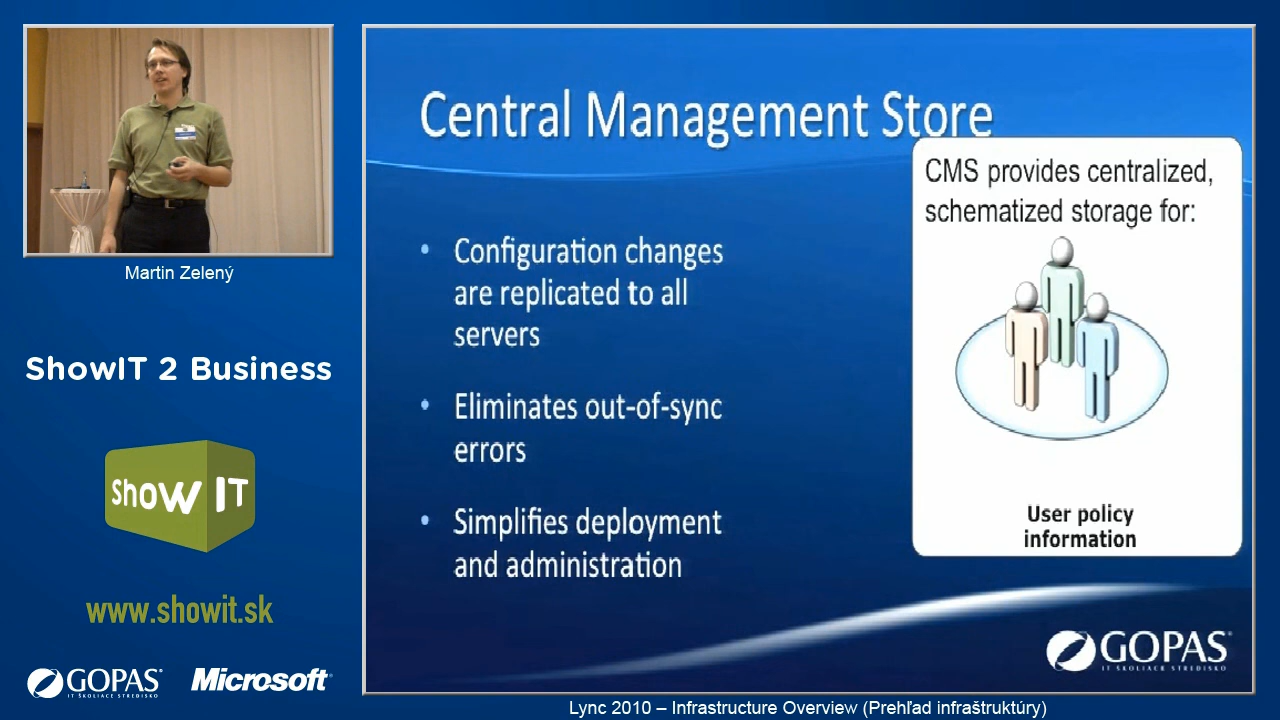 Martin Zelený
ShowIT 2 Business
ShoW IT
www.showit.sk
GOPAS
IT ŠKOLIACE STREDISKO
Microsoft
Central Management Store
• Configuration changes
are replicated to all
servers
• Eliminates out-of-sync
errors
• Simplifies deployment
and administration
CMS provides centralized,
schematized storage for:
User policy
information
GOPAS
IT ŠKOLIACE STREDISKO
Lync 2010 – Infrastructure Overview (Prehľad infraštruktúry)